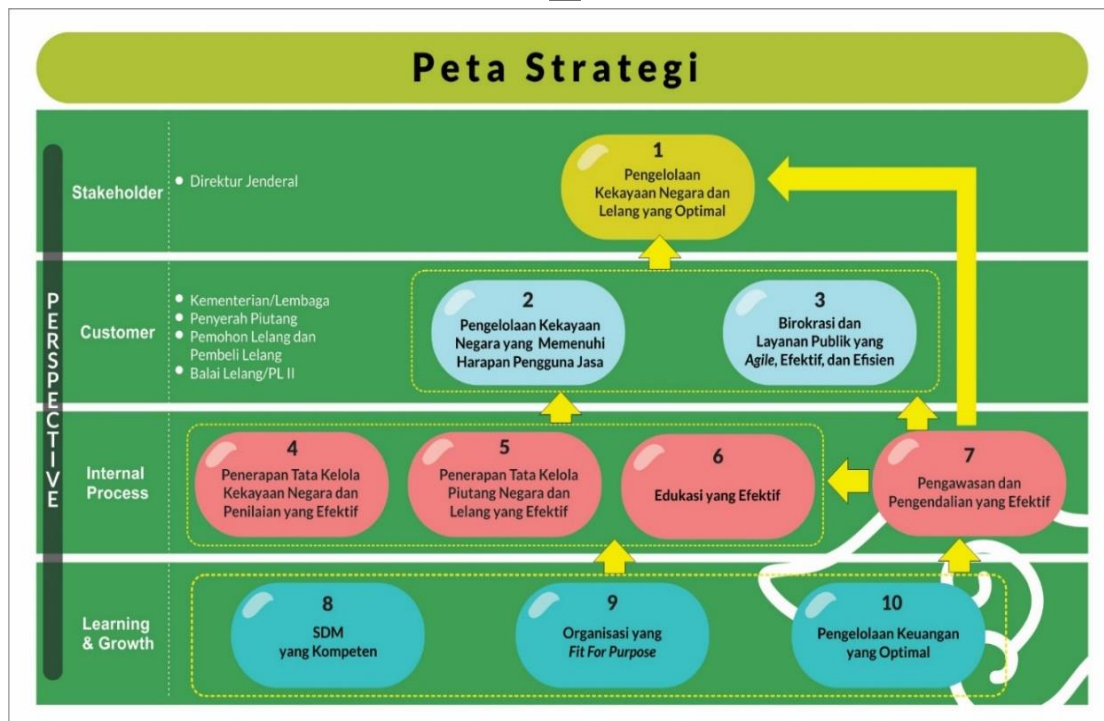 Peta Strategi
PERSPECTIVE
Stakeholder
Direktur Jenderal
1
Pengelolaan
Kekayaan Negara dan
Lelang yang Optimal
Customer
Kementerian/Lembaga
Penyerah Piutang
Pemohon Lelang dan
Pembeli Lelang
Balai Lelang/PL II
2
Pengelolaan Kekayaan
Negara yang Memenuhi
Harapan Pengguna Jasa
3
Birokrasi dan
Layanan Publik yang
Agile, Efektif, dan Efisien
Internal
Process
4
Penerapan Tata Kelola
Kekayaan Negara dan
Penilaian yang Efektif
5
Penerapan Tata Kelola
Piutang Negara dan
Lelang yang Efektif
6
Edukasi yang Efektif
7
Pengawasan dan
Pengendalian yang Efektif
Learning
& Growth
8
SDM
yang Kompeten
9
Organisasi yang
Fit For Purpose
10
Pengelolaan Keuangan
yang Optimal